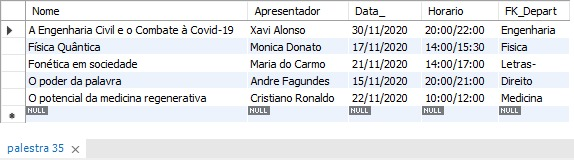 Nome Apresentador Data_ Horario FK_Depart
A Engenharia Civil e o Combate à Covid-19 Xavi Alonso 30/11/2020 20:00/22:00 Engenharia
Física Quântica Monica Donato 17/11/2020 14:00/15:30 Fisica
Fonética em sociedade Maria do Carmo 21/11/2020 14:00/17:00 Letras-
O poder da palavra Andre Fagundes 15/11/2020 20:00/21:00 Direito
O potencial da medicina regenerativa Cristiano Ronaldo 22/11/2020 10:00/12:00 Medicina
NULL NULL NULL NULL NULL
palestra 35